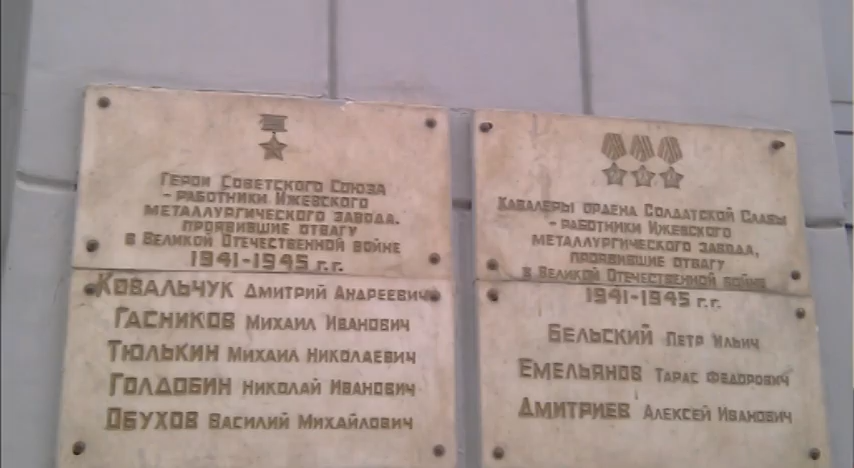 Герои Советского Союза
- работники Ижевского
металлургического завода,
проявившие отвагу
в Великой Отечественной войне
1941-1945 г.г.
Ковальчук Дмитрий Андреевич
Гасников Михаил Иванович
Тюлькин Михаил Николаевич
Голдобин Николай Иванович
Обухов Василий Михайлович
Кавалеры ордена Солдатской Славы
- работники Ижевского
металлургического завода,
проявившие отвагу
в Великой Отечественной войне
1941-1945 г.г.
Бельский Петр Ильич
Емельянов Тарас Федорович
Дмитриев Алексей Иванович